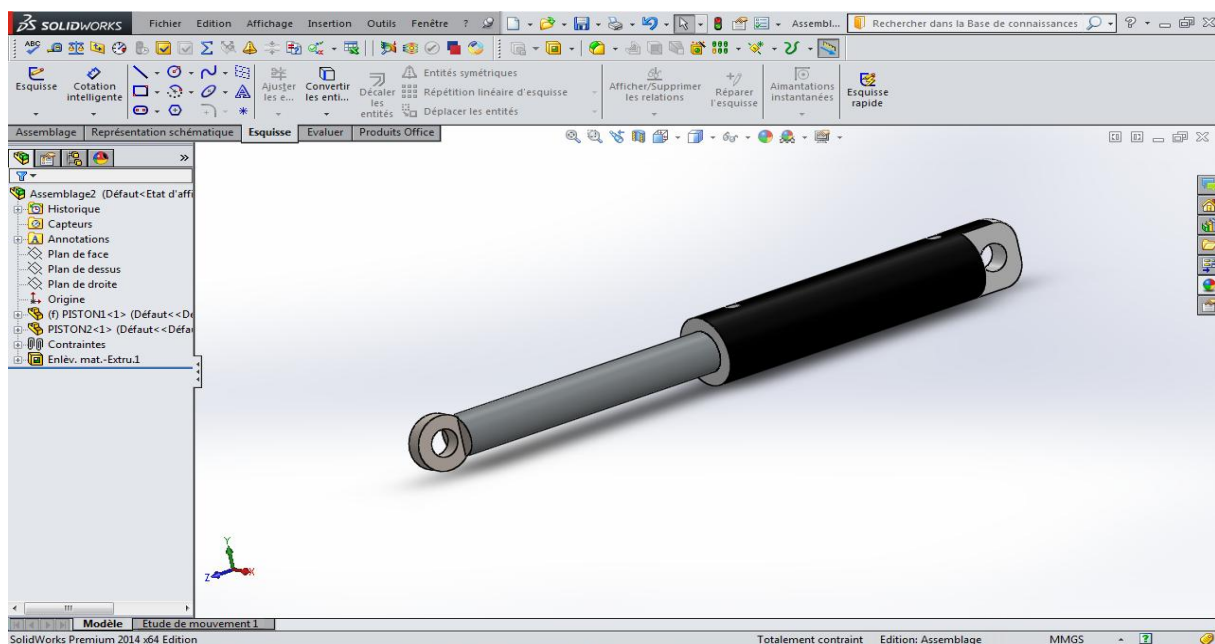 SOLIDWORKS Fichier Edition Affichage Insertion Outils Fenêtre ? Assembl... Rechercher dans la Base de connaissances ?
ABC
Esquisse Cotation intelligente Ajuster les e... Convertir les enti... Décaler les entités Entités symétriques
Répétition linéaire d'esquisse
Déplacer les entités
Afficher/Supprimer les relations Réparer l'esquisse Aimantations instantanées Esquisse rapide
Assemblage Représentation schématique Esquisse Evaluer Produits Office
»
Assemblage2 (Défaut<Etat d'affi
Historique
Capteurs
A Annotations
Plan de face
Plan de dessus
Plan de droite
Origine
(f) PISTON1<1> (Défaut<<De
PISTON2<1> (Défaut<<Défau
Contraintes
Enlèv. mat.-Extru.1
Y
Z X
Modèle Etude de mouvement 1
SolidWorks Premium 2014 x64 Edition Totalement contraint Edition: Assemblage MMGS ?